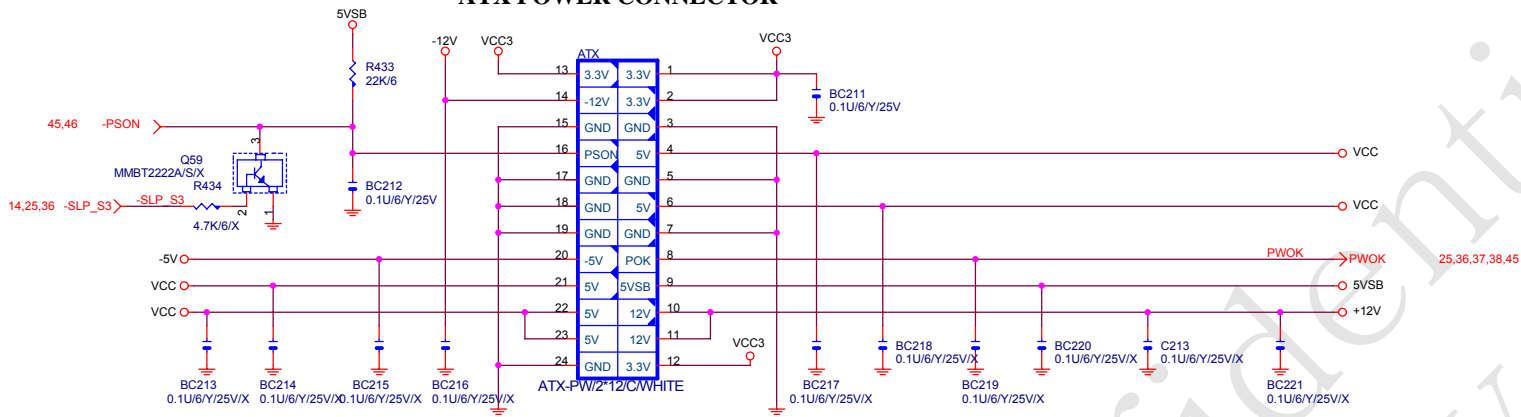 ATX POWER CONNECTOR
5VSB
-12V
VCC3
VCC3
ATX
R433
22K/6
13 3.3V 3.3V 1
14 -12V 3.3V 2
15 GND GND 3
16 PSON 5V 4
17 GND GND 5
18 GND 5V 6
19 GND GND 7
20 -5V POK 8
21 5V 5VSB 9
22 5V 12V 10
23 5V 12V 11
24 GND 3.3V 12
ATX-PW/2*12/C/WHITE
BC211
0.1U/6/Y/25V
45,46 -PSON
3
Q59
MMBT2222A/S/X
R434
14,25,36 -SLP_S3
-SLP_S3
4.7K/6/X
2
1
BC212
0.1U/6/Y/25V
VCC
VCC
-5V
VCC
VCC
PWOK
PWOK
25,36,37,38,45
5VSB
+12V
VCC3
BC213
0.1U/6/Y/25V/X
BC214
0.1U/6/Y/25V/X
BC215
0.1U/6/Y/25V/X
BC216
0.1U/6/Y/25V/X
BC217
0.1U/6/Y/25V/X
BC218
0.1U/6/Y/25V/X
BC219
0.1U/6/Y/25V/X
BC220
0.1U/6/Y/25V/X
C213
0.1U/6/Y/25V/X
BC221
0.1U/6/Y/25V/X